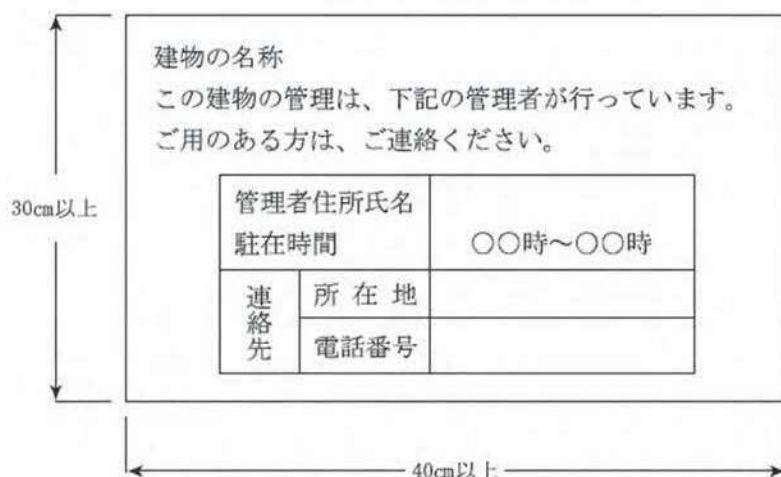 建物の名称
この建物の管理は、下記の管理者が行っています。
ご用のある方は、ご連絡ください。
30cm以上
管理者住所氏名
駐在時間 ○○時～○○時
連絡先
所在地
電話番号
40cm以上